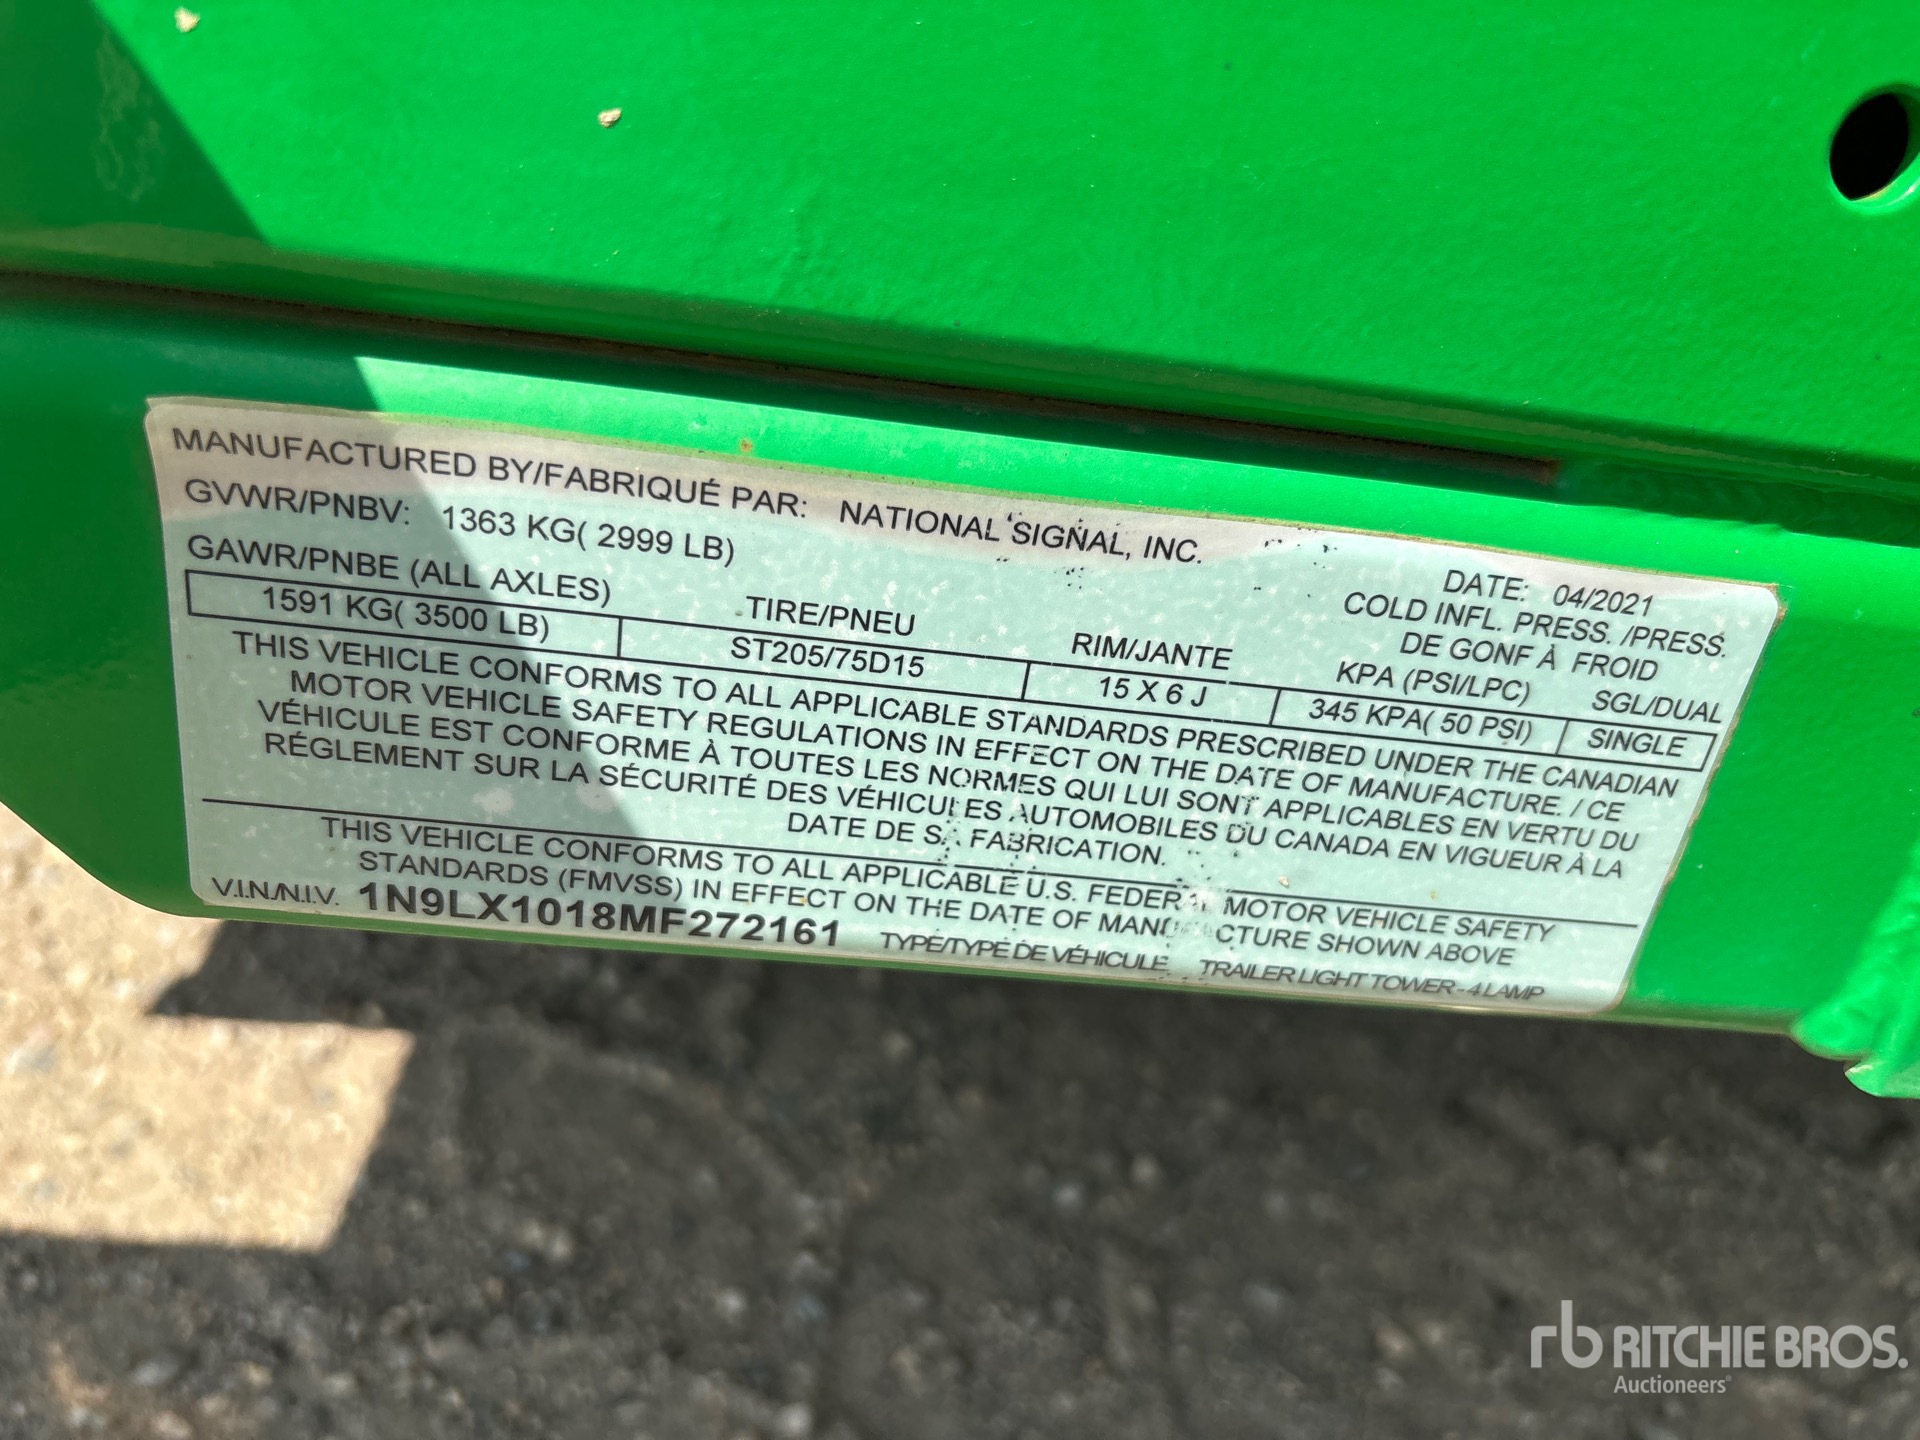 MANUFACTURED BY/FABRIQUÉ PAR: NATIONAL SIGNAL, INC.
GVWR/PNBV: 1363 KG( 2999 LB)
DATE: 04/2021
GAWR/PNBE (ALL AXLES)
TIRE/PNEU
RIM/JANTE
COLD INFL. PRESS. /PRESS.
DE GONF À FROID
KPA (PSI/LPC)
SGL/DUAL
1591 KG( 3500 LB)
ST205/75D15
15 X 6 J
345 KPA( 50 PSI)
SINGLE
THIS VEHICLE CONFORMS TO ALL APPLICABLE STANDARDS PRESCRIBED UNDER THE CANADIAN
MOTOR VEHICLE SAFETY REGULATIONS IN EFFECT ON THE DATE OF MANUFACTURE. / CE
VÉHICULE EST CONFORME À TOUTES LES NORMES QUI LUI SONT APPLICABLES EN VERTU DU
RÉGLEMENT SUR LA SÉCURITÉ DES VÉHICULES AUTOMOBILES DU CANADA EN VIGUEUR À LA
DATE DE SA FABRICATION.
THIS VEHICLE CONFORMS TO ALL APPLICABLE U.S. FEDERAL MOTOR VEHICLE SAFETY
STANDARDS (FMVSS) IN EFFECT ON THE DATE OF MANUFACTURE SHOWN ABOVE
V.I.N./N.I.V. 1N9LX1018MF272161 TYPE/TYPE DE VÉHICULE TRAILER LIGHT TOWER - 4 LAMP
rb RITCHIE BROS.
Auctioneers